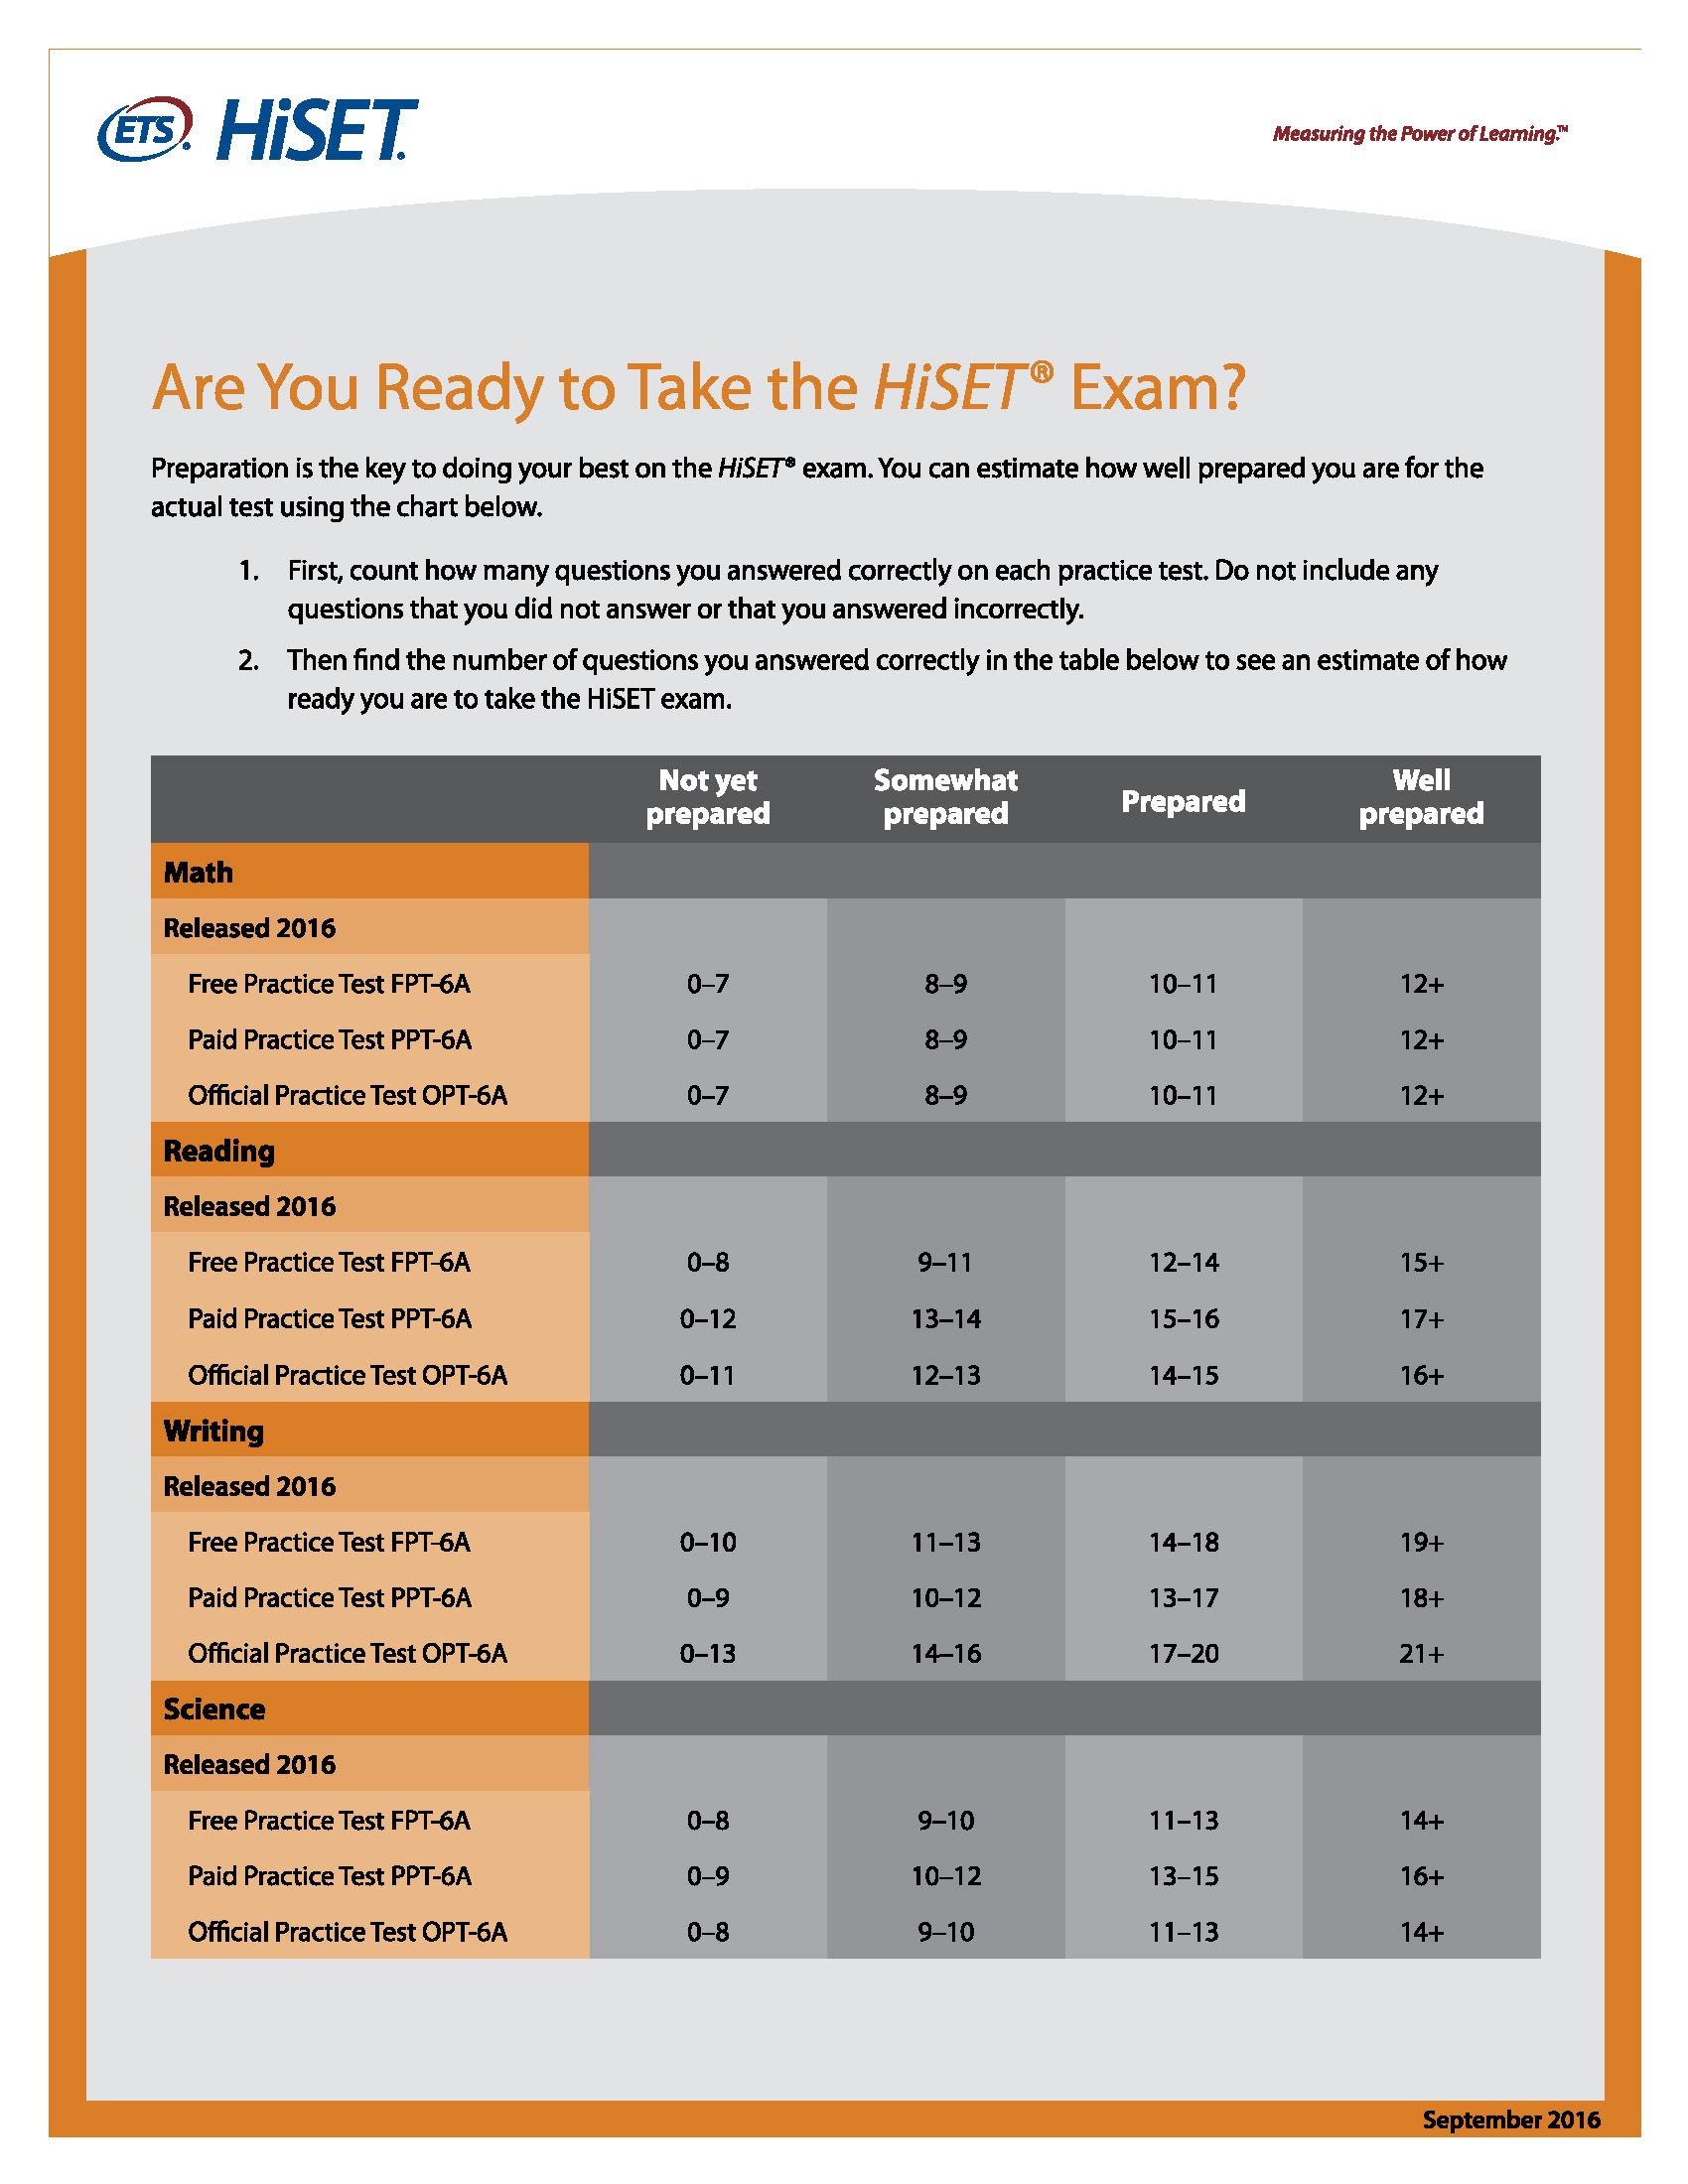 ETS® HiSET®
Measuring the Power of Learning.™
Are You Ready to Take the HiSET® Exam?
Preparation is the key to doing your best on the HiSET® exam. You can estimate how well prepared you are for the
actual test using the chart below.
1. First, count how many questions you answered correctly on each practice test. Do not include any
questions that you did not answer or that you answered incorrectly.
2. Then find the number of questions you answered correctly in the table below to see an estimate of how
ready you are to take the HiSET exam.
Not yet prepared Somewhat prepared Prepared Well prepared
Math
Released 2016
Free Practice Test FPT-6A 0–7 8–9 10–11 12+
Paid Practice Test PPT-6A 0–7 8–9 10–11 12+
Official Practice Test OPT-6A 0–7 8–9 10–11 12+
Reading
Released 2016
Free Practice Test FPT-6A 0–8 9–11 12–14 15+
Paid Practice Test PPT-6A 0–12 13–14 15–16 17+
Official Practice Test OPT-6A 0–11 12–13 14–15 16+
Writing
Released 2016
Free Practice Test FPT-6A 0–10 11–13 14–18 19+
Paid Practice Test PPT-6A 0–9 10–12 13–17 18+
Official Practice Test OPT-6A 0–13 14–16 17–20 21+
Science
Released 2016
Free Practice Test FPT-6A 0–8 9–10 11–13 14+
Paid Practice Test PPT-6A 0–9 10–12 13–15 16+
Official Practice Test OPT-6A 0–8 9–10 11–13 14+
September 2016